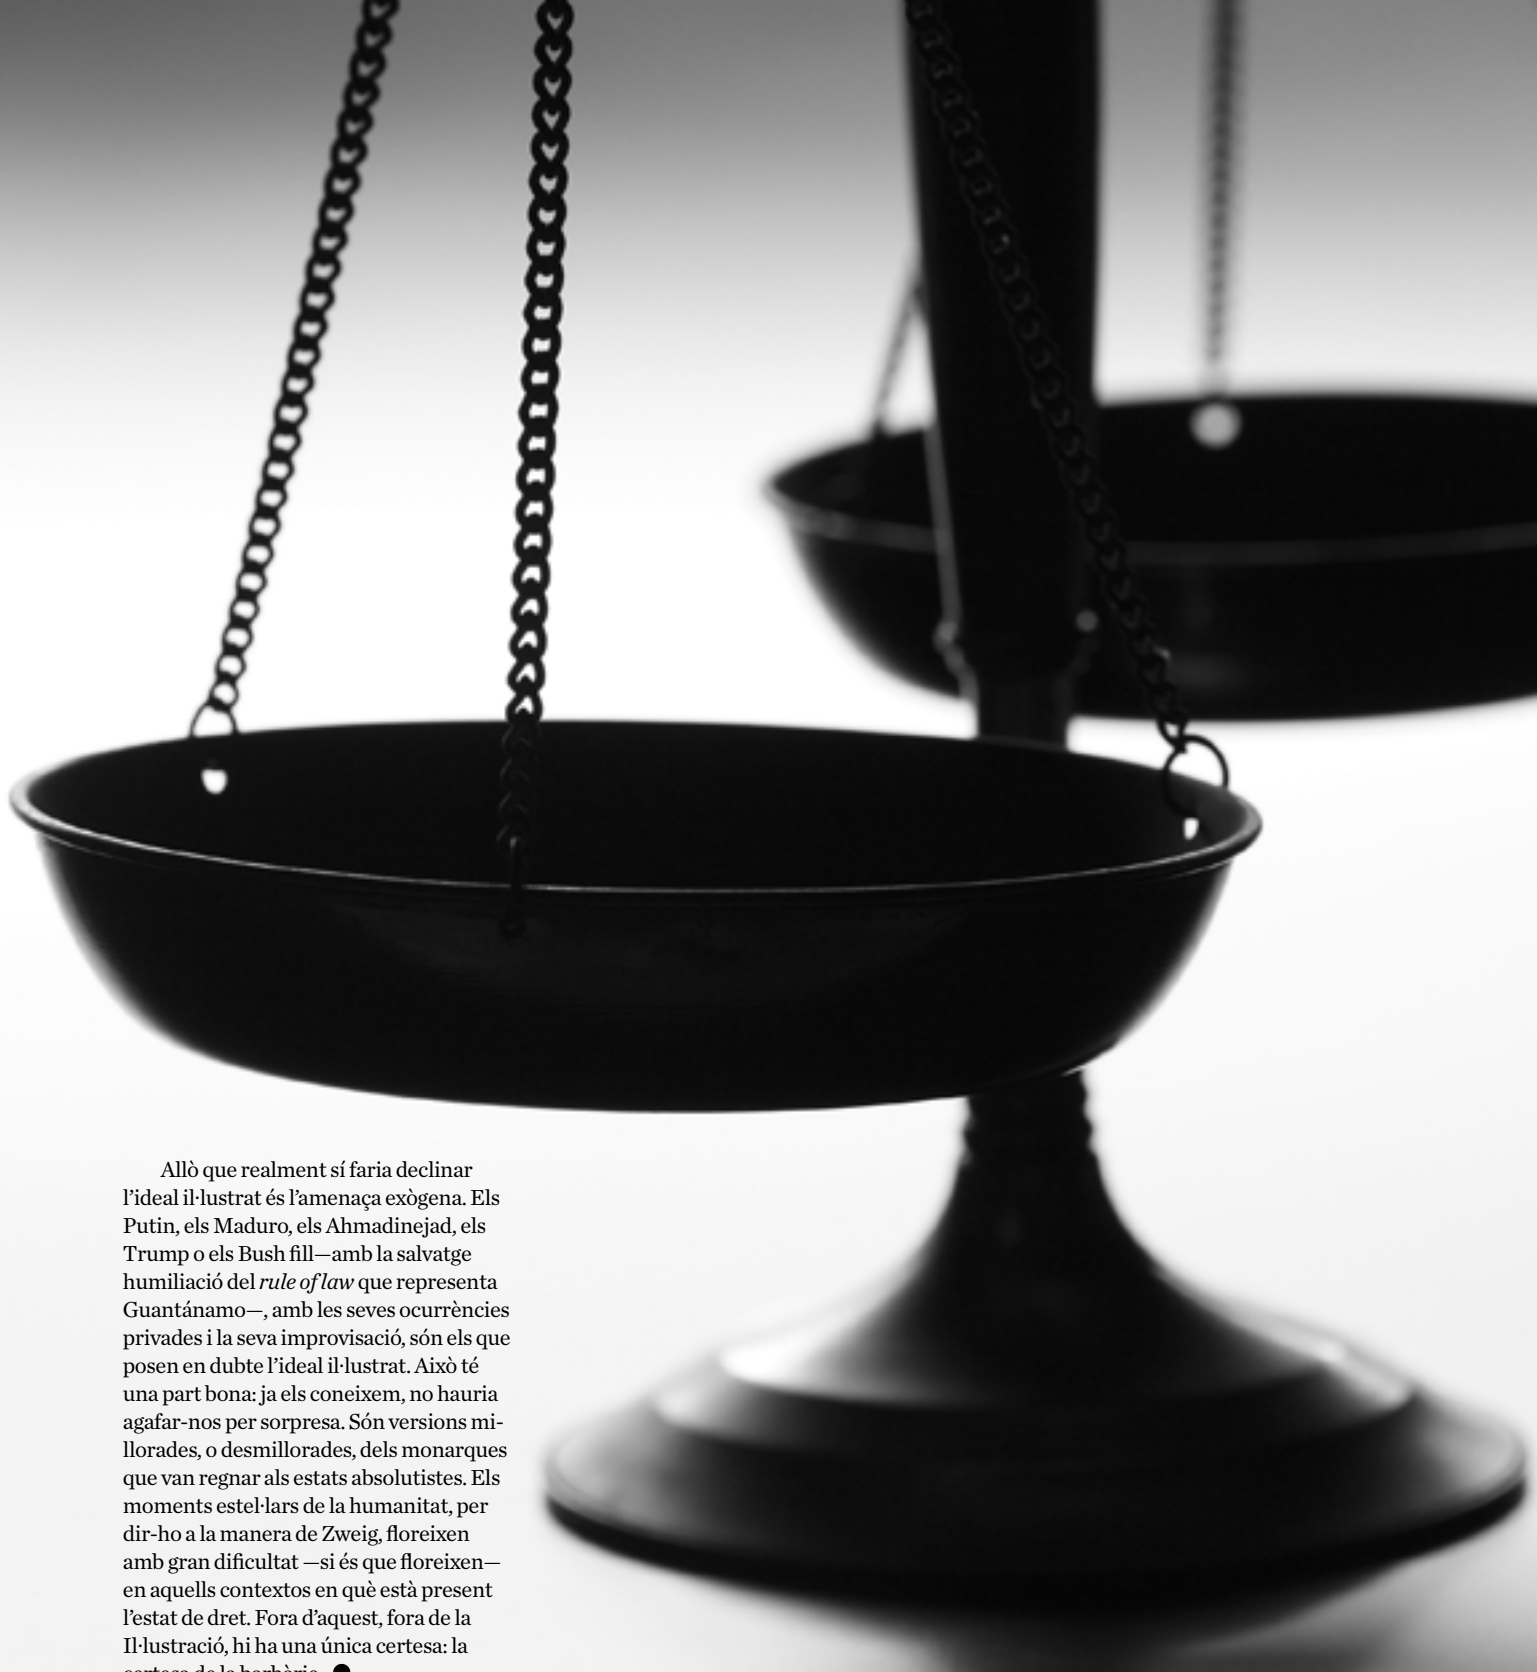 Allò que realment sí faria declinar
l’ideal il·lustrat és l’amenaça exògena. Els
Putin, els Maduro, els Ahmadinejad, els
Trump o els Bush fill—amb la salvatge
humiliació del rule of law que representa
Guantánamo—, amb les seves ocurrències
privades i la seva improvisació, són els que
posen en dubte l’ideal il·lustrat. Això té
una part bona: ja els coneixem, no hauria
agafar-nos per sorpresa. Són versions mi-
llorades, o desmillorades, dels monarques
que van regnar als estats absolutistes. Els
moments estel·lars de la humanitat, per
dir-ho a la manera de Zweig, floreixen
amb gran dificultat —si és que floreixen—
en aquells contextos en què està present
l’estat de dret. Fora d’aquest, fora de la
Il·lustració, hi ha una única certesa: la
certesa de la barbàrie.